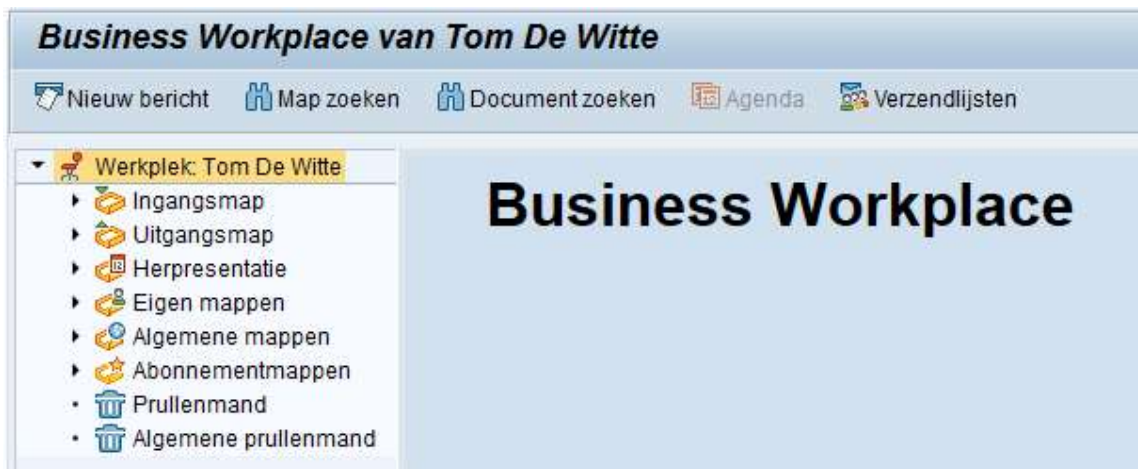 Business Workplace van Tom De Witte
Nieuw bericht Map zoeken Document zoeken Agenda Verzendlijsten
Werkplek: Tom De Witte
Ingangsmap
Uitgangsmap
Herpresentatie
Eigen mappen
Algemene mappen
Abonnementmappen
Prullenmand
Algemene prullenmand
Business Workplace